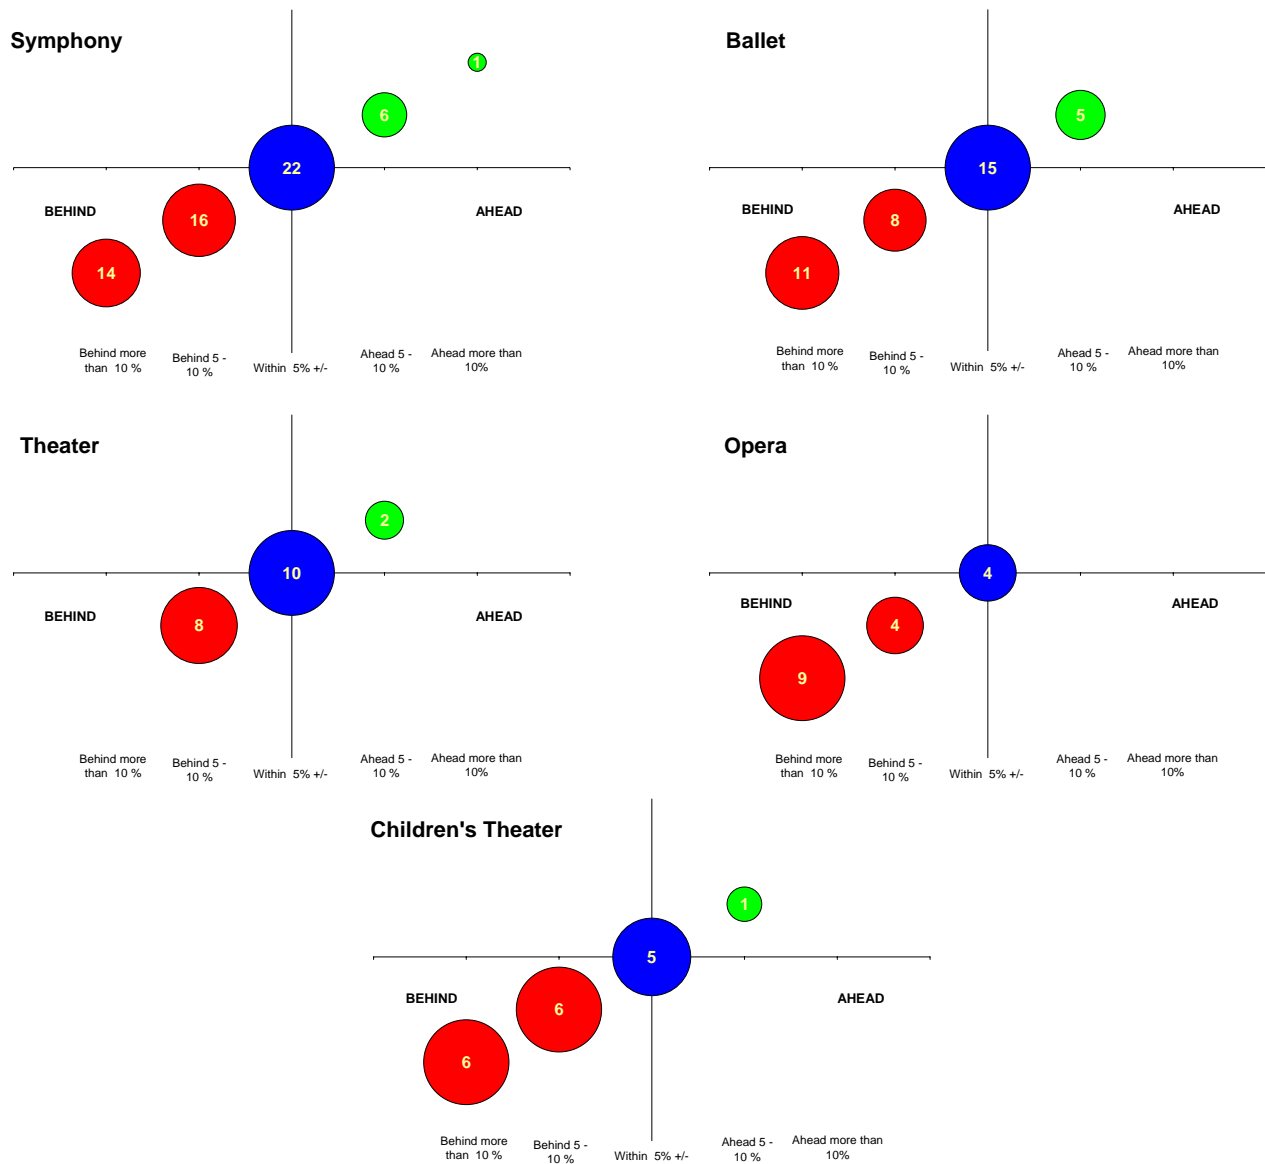 Symphony
1
6
22
BEHIND
AHEAD
16
14
Behind more
than 10 %
Behind 5 -
10 %
Within 5% +/-
Ahead 5 -
10 %
Ahead more than
10%
Ballet
5
15
BEHIND
AHEAD
8
11
Behind more
than 10 %
Behind 5 -
10 %
Within 5% +/-
Ahead 5 -
10 %
Ahead more than
10%
Theater
2
10
BEHIND
AHEAD
8
Behind more
than 10 %
Behind 5 -
10 %
Within 5% +/-
Ahead 5 -
10 %
Ahead more than
10%
Opera
4
BEHIND
AHEAD
4
9
Behind more
than 10 %
Behind 5 -
10 %
Within 5% +/-
Ahead 5 -
10 %
Ahead more than
10%
Children's Theater
1
5
BEHIND
AHEAD
6
6
Behind more
than 10 %
Behind 5 -
10 %
Within 5% +/-
Ahead 5 -
10 %
Ahead more than
10%